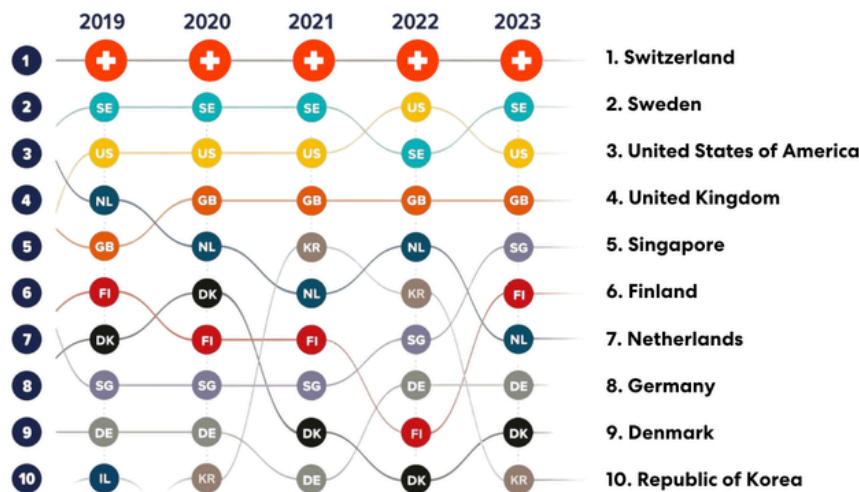 2019 2020 2021 2022 2023
1 1. Switzerland
2 SE SE SE US SE 2. Sweden
3 US US US SE US 3. United States of America
4 NL GB GB GB GB 4. United Kingdom
5 GB NL KR NL SG 5. Singapore
6 FI DK NL KR FI 6. Finland
7 DK FI FI SG NL 7. Netherlands
8 SG SG SG DE DE 8. Germany
9 DE DE DK FI DK 9. Denmark
10 IL KR DE DK KR 10. Republic of Korea